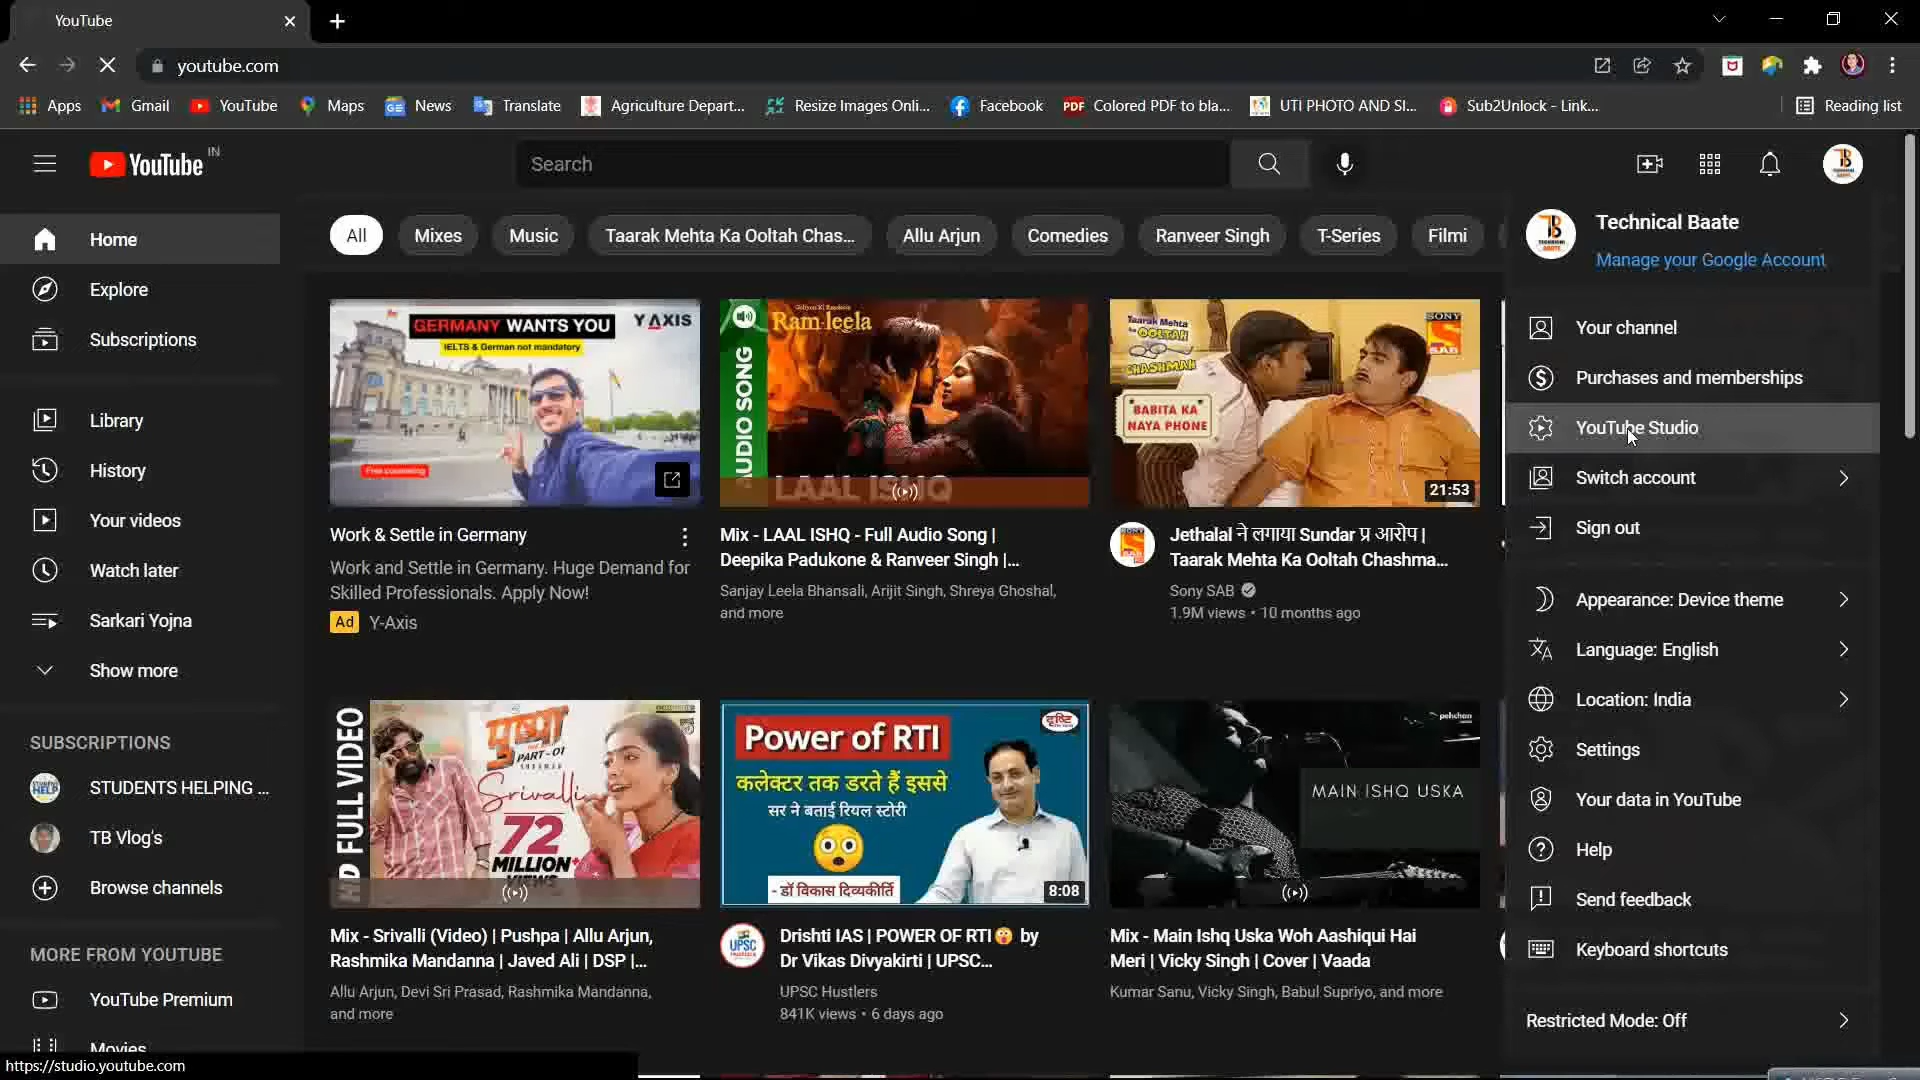 YouTube
youtube.com
Apps
Gmail
YouTube
Maps
News
Translate
Agriculture Depart...
Resize Images Onli...
Facebook
Colored PDF to bla...
UTI PHOTO AND SI...
Sub2Unlock - Link...
Reading list
YouTube IN
Search
Home
Explore
Subscriptions
Library
History
Your videos
Watch later
Sarkari Yojna
Show more
SUBSCRIPTIONS
STUDENTS HELPING ...
TB Vlog's
Browse channels
MORE FROM YOUTUBE
YouTube Premium
Movies
https://studio.youtube.com
All
Mixes
Music
Taarak Mehta Ka Ooltah Chas...
Allu Arjun
Comedies
Ranveer Singh
T-Series
Filmi
GERMANY WANTS YOU
Y AXIS
IELTS & German not mandatory
Free counseling
Work & Settle in Germany
Work and Settle in Germany. Huge Demand for
Skilled Professionals. Apply Now!
Ad Y-Axis
Ram-leela
AUDIO SONG
LAAL ISHQ
Mix - LAAL ISHQ - Full Audio Song |
Deepika Padukone & Ranveer Singh |...
Sanjay Leela Bhansali, Arijit Singh, Shreya Ghoshal,
and more
Taarak Mehta
Ka OOLTAH
CHASHMAH
SONY
SAB
BABITA KA
NAYA PHONE
21:53
Jethalal ने लगाया Sundar प्र आरोप |
Taarak Mehta Ka Ooltah Chashma...
Sony SAB
1.9M views • 10 months ago
HD FULL VIDEO
पुष्पा
PART-01
Srivalli
72
MILLION+
VIEWS
Mix - Srivalli (Video) | Pushpa | Allu Arjun,
Rashmika Mandanna | Javed Ali | DSP |...
Allu Arjun, Devi Sri Prasad, Rashmika Mandanna,
and more
Power of RTI
दृष्टि
कलेक्टर तक डरते हैं इससे
सर ने बताई रियल स्टोरी
- डॉ विकास दिव्यकीर्ति
8:08
Drishti IAS | POWER OF RTI😲 by
Dr Vikas Divyakirti | UPSC...
UPSC Hustlers
841K views • 6 days ago
pehchan
MAIN ISHQ USKA
Mix - Main Ishq Uska Woh Aashiqui Hai
Meri | Vicky Singh | Cover | Vaada
Kumar Sanu, Vicky Singh, Babul Supriyo, and more
Technical Baate
Manage your Google Account
Your channel
Purchases and memberships
YouTube Studio
Switch account
Sign out
Appearance: Device theme
Language: English
Location: India
Settings
Your data in YouTube
Help
Send feedback
Keyboard shortcuts
Restricted Mode: Off